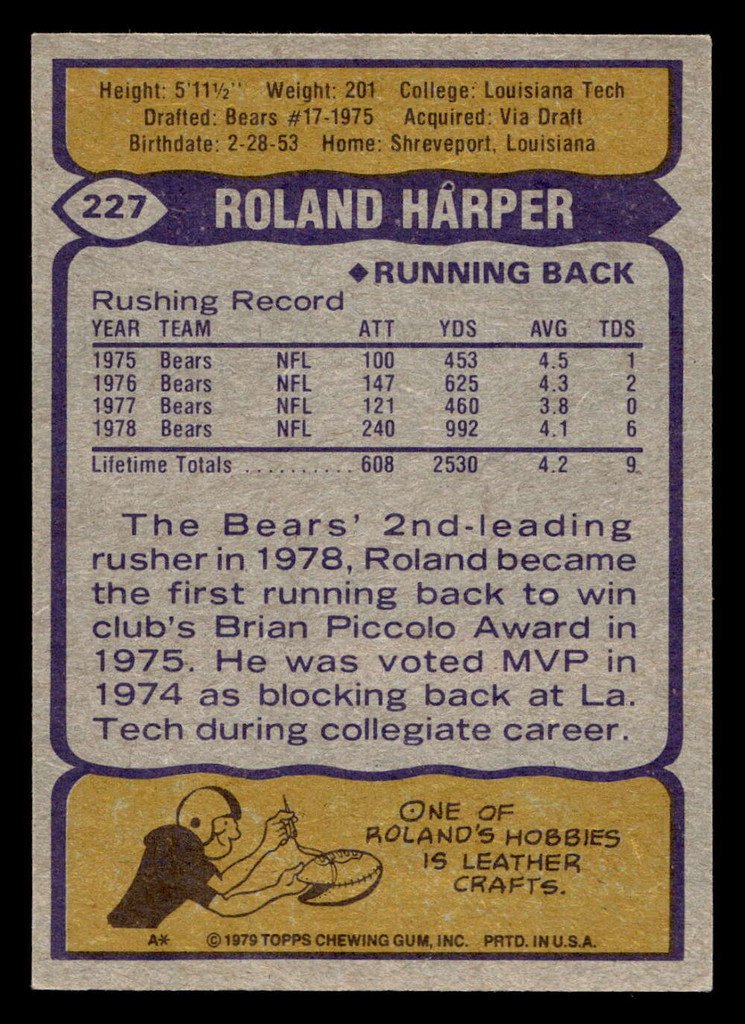 Height: 5'11½" Weight: 201 College: Louisiana Tech
Drafted: Bears #17-1975 Acquired: Via Draft
Birthdate: 2-28-53 Home: Shreveport, Louisiana
227 ROLAND HARPER
◆RUNNING BACK
Rushing Record
YEAR TEAM ATT YDS AVG TDS
1975 Bears NFL 100 453 4.5 1
1976 Bears NFL 147 625 4.3 2
1977 Bears NFL 121 460 3.8 0
1978 Bears NFL 240 992 4.1 6
Lifetime Totals .......... 608 2530 4.2 9
The Bears' 2nd-leading
rusher in 1978, Roland became
the first running back to win
club's Brian Piccolo Award in
1975. He was voted MVP in
1974 as blocking back at La.
Tech during collegiate career.
ONE OF
ROLAND'S HOBBIES
IS LEATHER
CRAFTS.
A* ©1979 TOPPS CHEWING GUM, INC. PRTD. IN U.S.A.